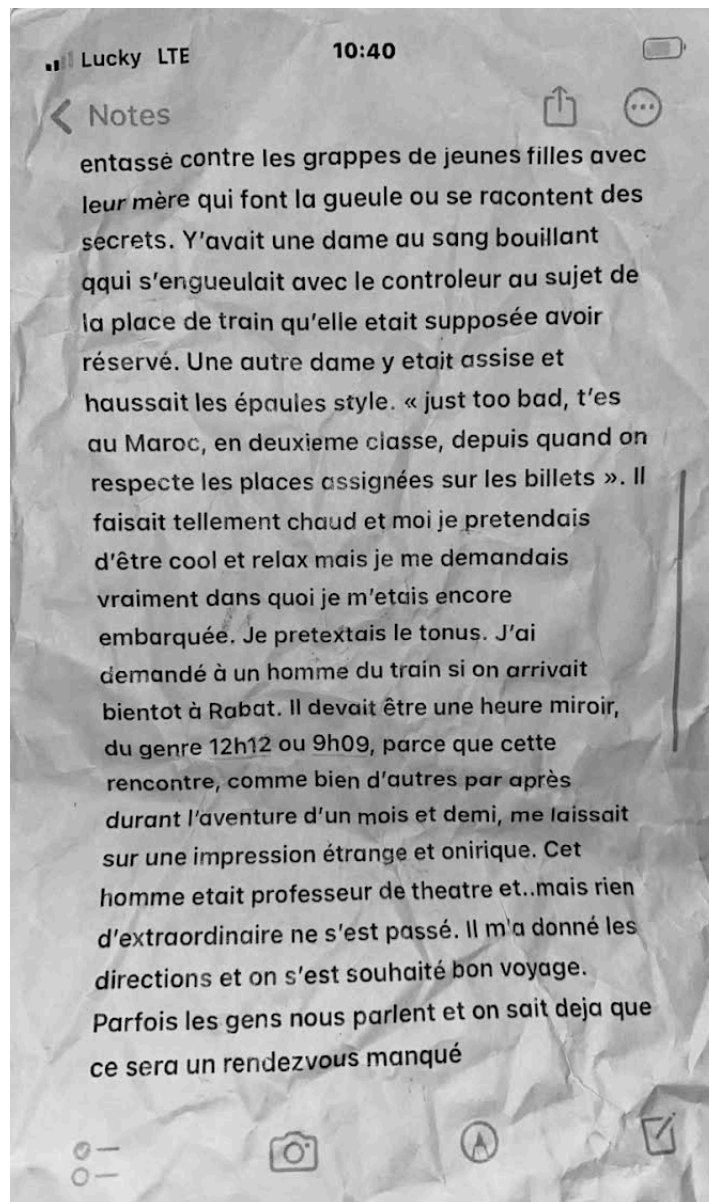 Lucky LTE 10:40
Notes
entassé contre les grappes de jeunes filles avec
leur mère qui font la gueule ou se racontent des
secrets. Y'avait une dame au sang bouillant
qqui s'engueulait avec le controleur au sujet de
la place de train qu'elle etait supposée avoir
réservé. Une autre dame y etait assise et
haussait les épaules style. « just too bad, t'es
au Maroc, en deuxieme classe, depuis quand on
respecte les places assignées sur les billets ». Il
faisait tellement chaud et moi je pretendais
d'être cool et relax mais je me demandais
vraiment dans quoi je m'etais encore
embarquée. Je pretextais le tonus. J'ai
demandé à un homme du train si on arrivait
bientot à Rabat. Il devait être une heure miroir,
du genre 12h12 ou 9h09, parce que cette
rencontre, comme bien d'autres par après
durant l'aventure d'un mois et demi, me laissait
sur une impression étrange et onirique. Cet
homme etait professeur de theatre et..mais rien
d'extraordinaire ne s'est passé. Il m'a donné les
directions et on s'est souhaité bon voyage.
Parfois les gens nous parlent et on sait deja que
ce sera un rendezvous manqué